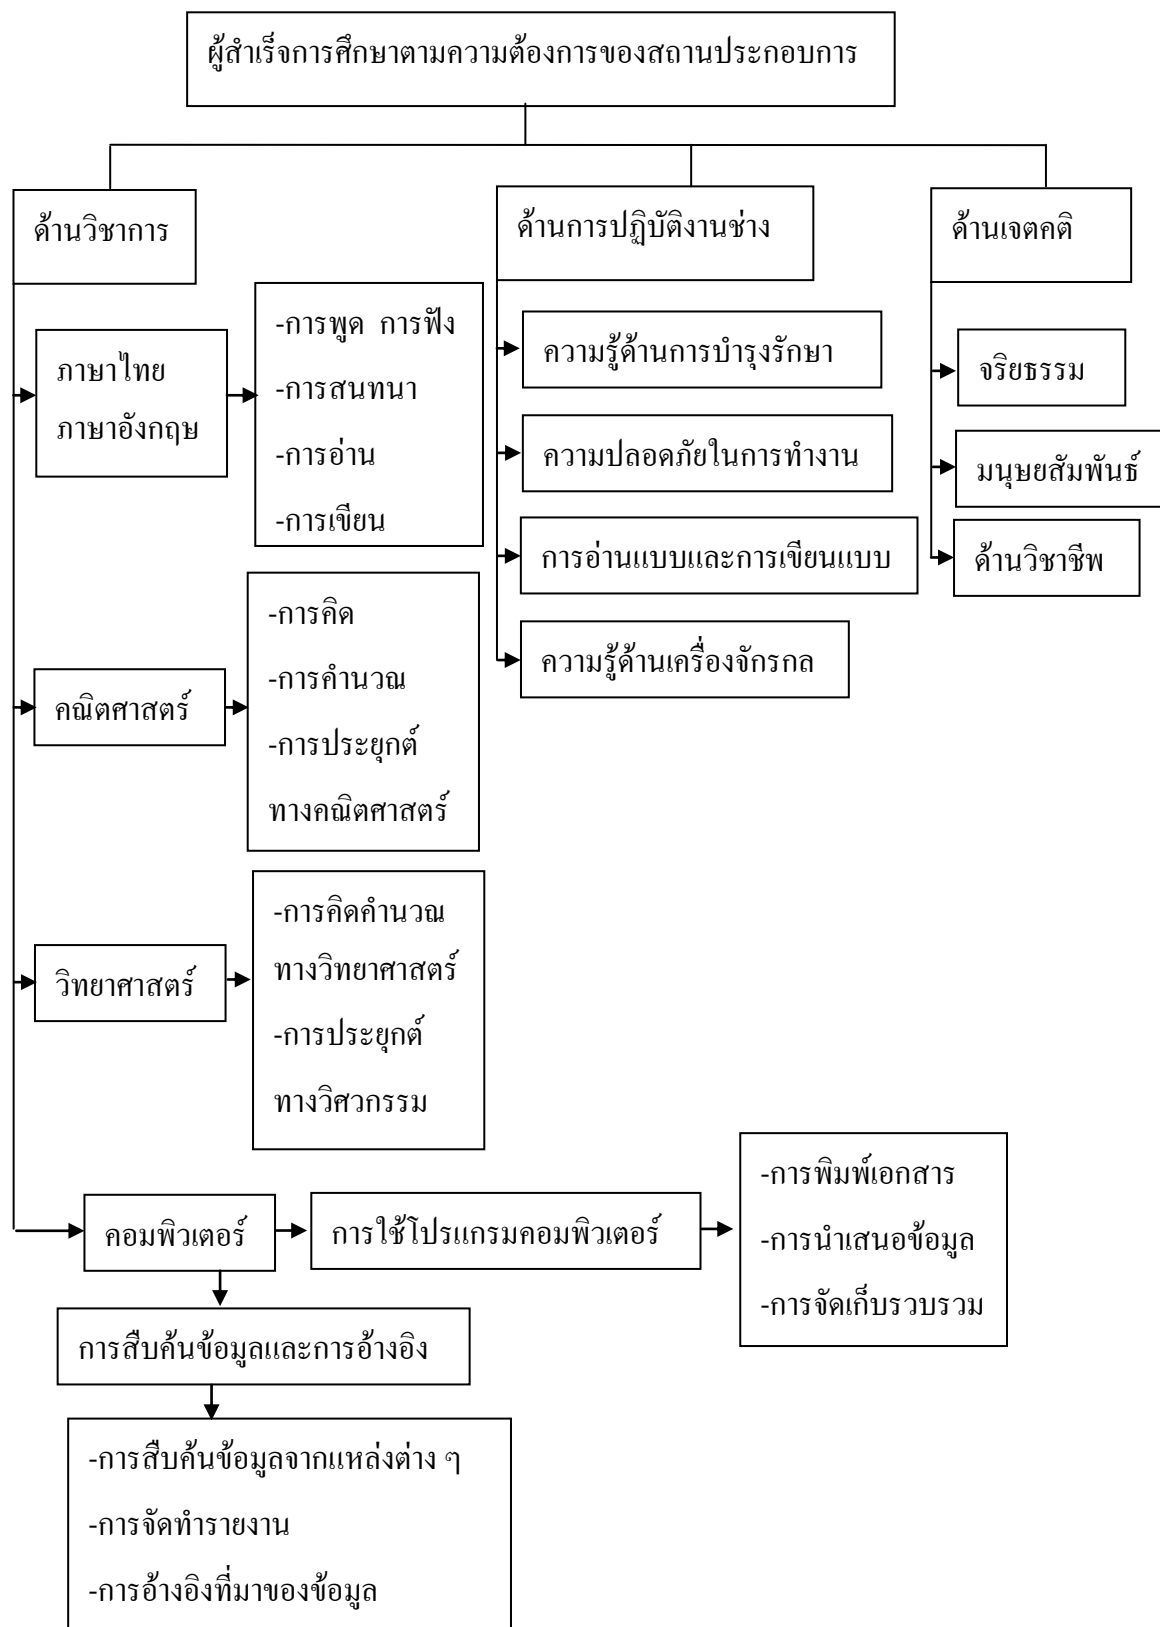 ผู้สำเร็จการศึกษาตามความต้องการของสถานประกอบการ
ด้านวิชาการ
ภาษาไทย
ภาษาอังกฤษ
-การพูด  การฟัง
-การสนทนา
-การอ่าน
-การเขียน
คณิตศาสตร์
-การคิด
-การคำนวณ
-การประยุกต์
ทางคณิตศาสตร์
วิทยาศาสตร์
-การคิดคำนวณ
ทางวิทยาศาสตร์
-การประยุกต์
ทางวิศวกรรม
คอมพิวเตอร์
การใช้โปรแกรมคอมพิวเตอร์
-การพิมพ์เอกสาร
-การนำเสนอข้อมูล
-การจัดเก็บรวบรวม
การสืบค้นข้อมูลและการอ้างอิง
-การสืบค้นข้อมูลจากแหล่งต่าง ๆ
-การจัดทำรายงาน
-การอ้างอิงที่มาของข้อมูล
ด้านการปฏิบัติงานช่าง
ความรู้ด้านการบำรุงรักษา
ความปลอดภัยในการทำงาน
การอ่านแบบและการเขียนแบบ
ความรู้ด้านเครื่องจักรกล
ด้านเจตคติ
จริยธรรม
มนุษยสัมพันธ์
ด้านวิชาชีพ